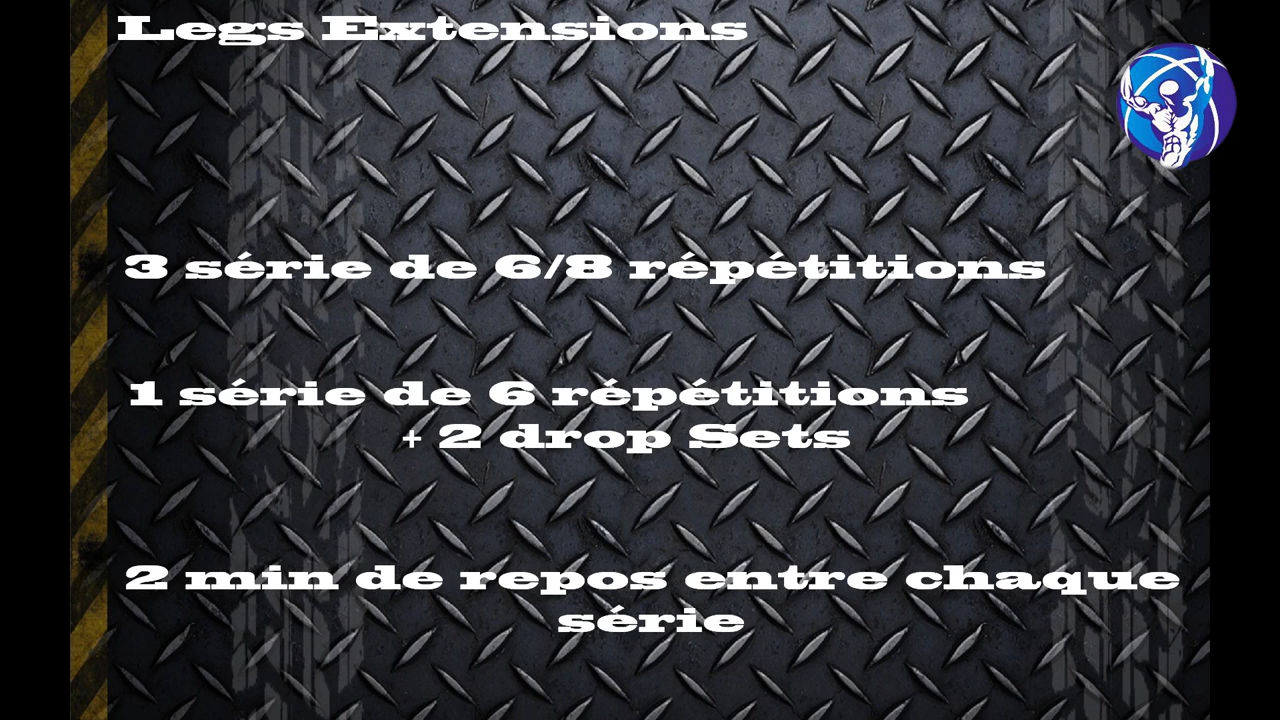 Legs Extensions
3 série de 6/8 répétitions
1 série de 6 répétitions
+ 2 drop Sets
2 min de repos entre chaque
série